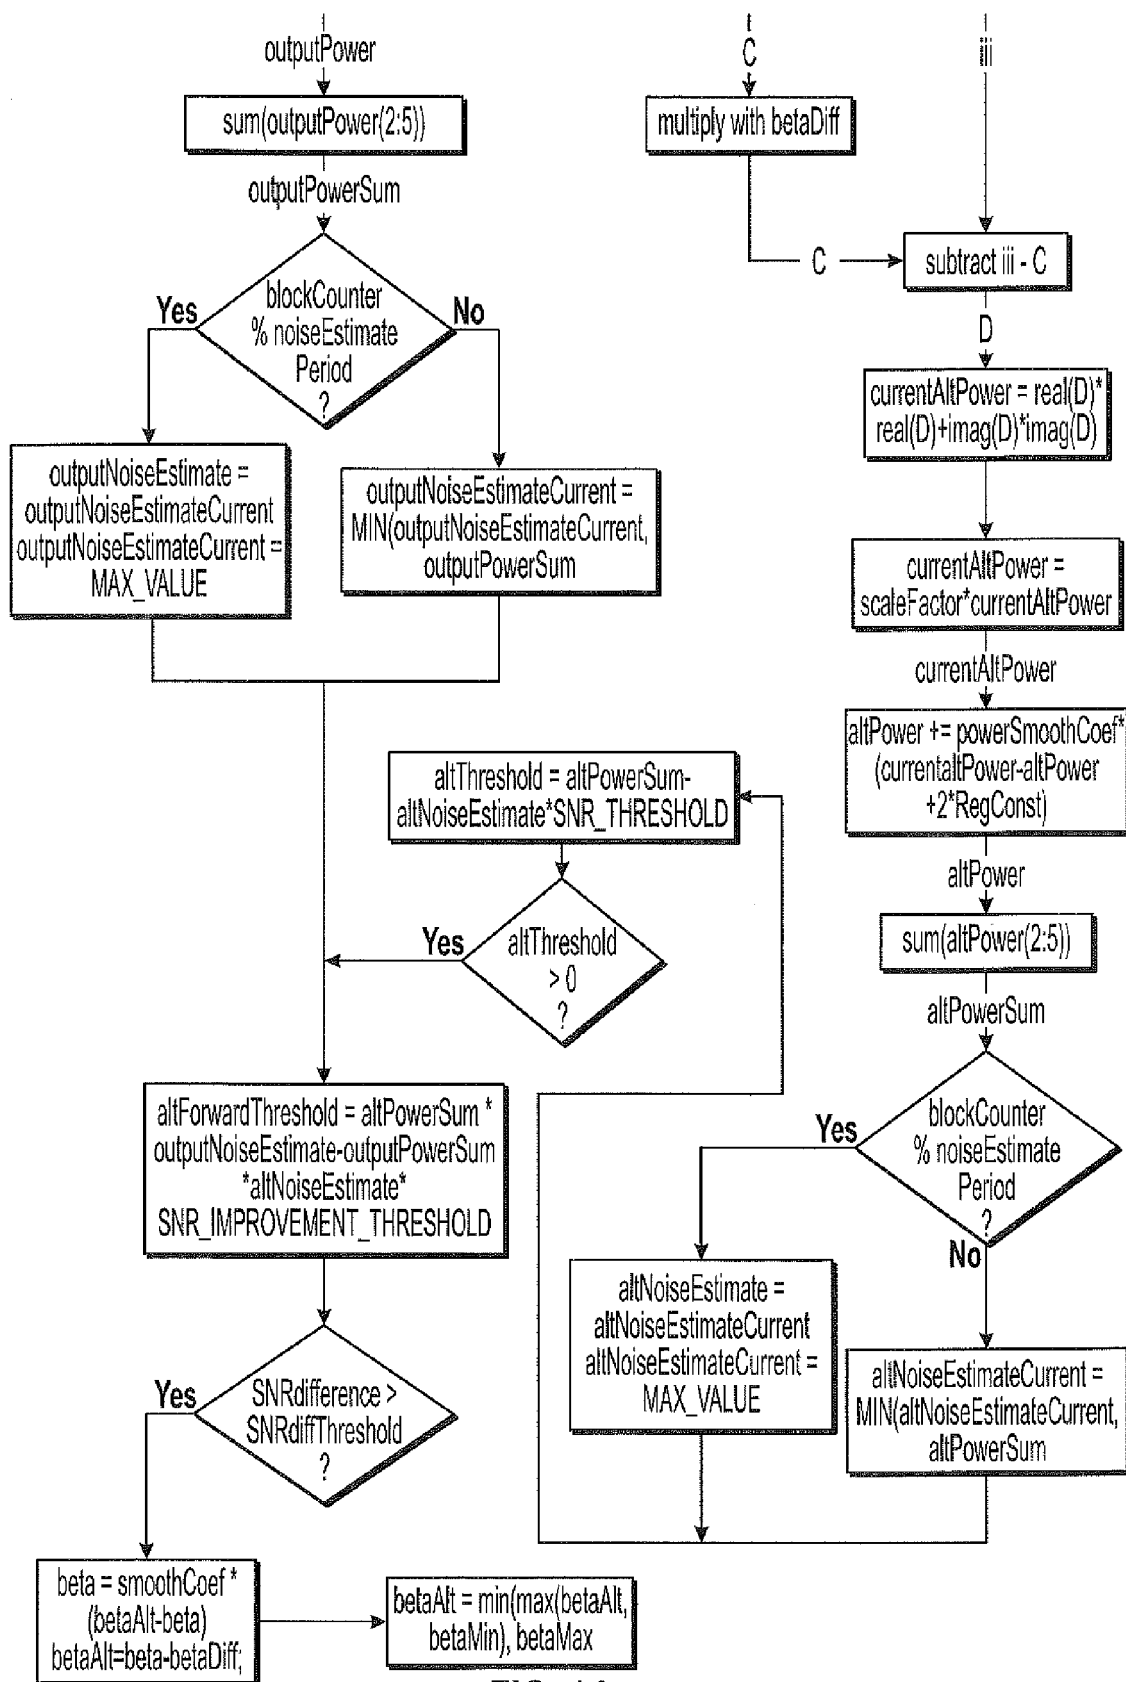 outputPower
sum(outputPower(2:5))
outputPowerSum
blockCounter
% noiseEstimate
Period
?
Yes
No
outputNoiseEstimate =
outputNoiseEstimateCurrent
outputNoiseEstimateCurrent =
MAX_VALUE
outputNoiseEstimateCurrent =
MIN(outputNoiseEstimateCurrent,
outputPowerSum
C
multiply with betaDiff
C
iii
subtract iii - C
D
currentAltPower = real(D)*
real(D)+imag(D)*imag(D)
currentAltPower =
scaleFactor*currentAltPower
currentAltPower
altPower += powerSmoothCoef*
(currentaltPower-altPower
+2*RegConst)
altPower
sum(altPower(2:5))
altPowerSum
blockCounter
% noiseEstimate
Period
?
Yes
No
altNoiseEstimate =
altNoiseEstimateCurrent
altNoiseEstimateCurrent =
MAX_VALUE
altNoiseEstimateCurrent =
MIN(altNoiseEstimateCurrent,
altPowerSum
altThreshold = altPowerSum-
altNoiseEstimate*SNR_THRESHOLD
altThreshold
> 0
?
Yes
altForwardThreshold = altPowerSum *
outputNoiseEstimate-outputPowerSum
*altNoiseEstimate*
SNR_IMPROVEMENT_THRESHOLD
SNRdifference >
SNRdiffThreshold
?
Yes
beta = smoothCoef *
(betaAlt-beta)
betaAlt=beta-betaDiff;
betaAlt = min(max(betaAlt,
betaMin), betaMax